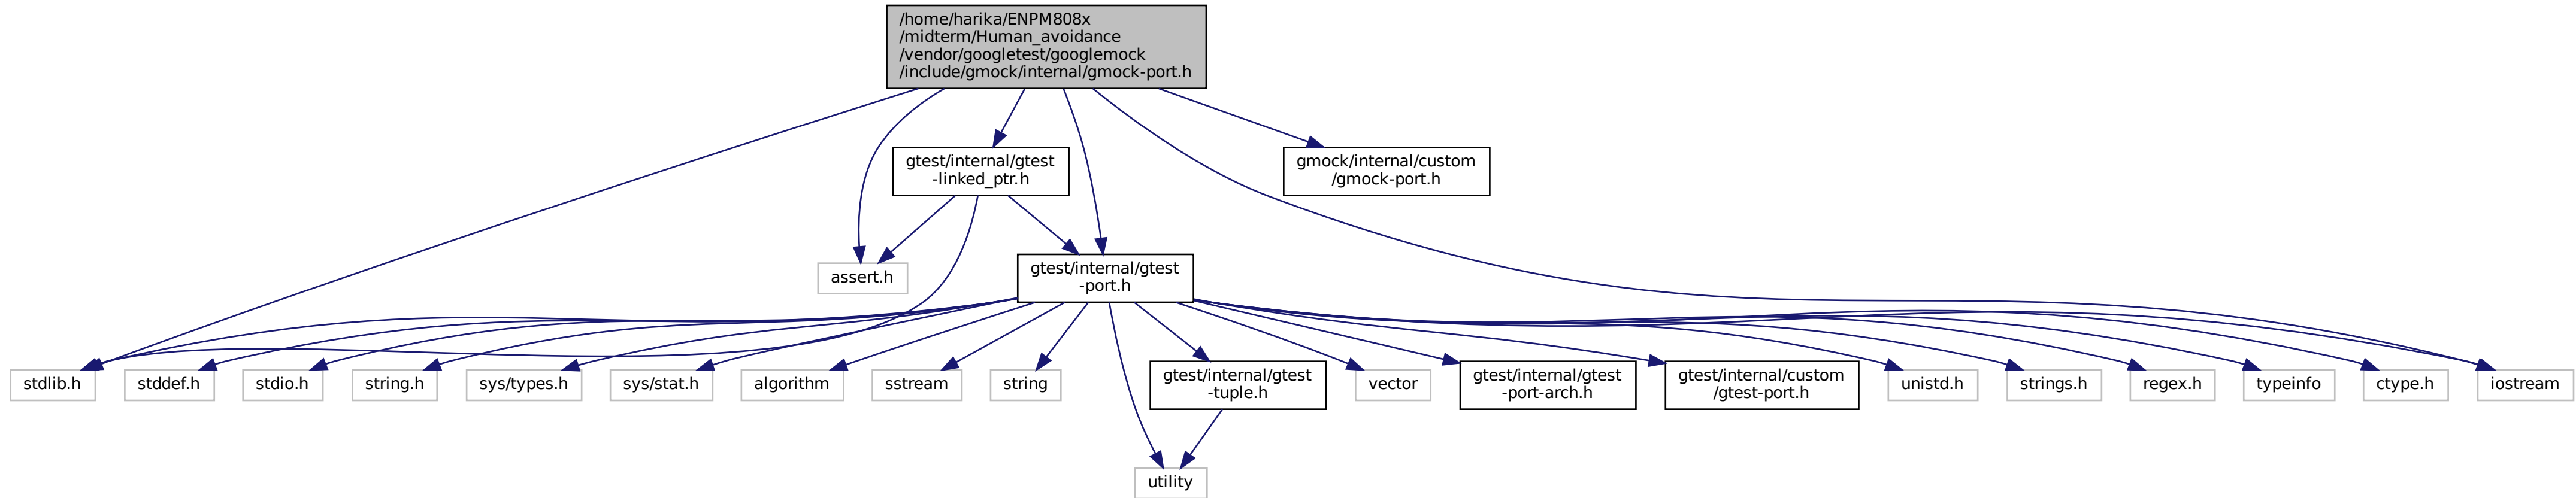 /home/harika/ENPM808x
/midterm/Human_avoidance
/vendor/googletest/googlemock
/include/gmock/internal/gmock-port.h
gtest/internal/gtest
-linked_ptr.h
gmock/internal/custom
/gmock-port.h
assert.h
gtest/internal/gtest
-port.h
stdlib.h
stddef.h
stdio.h
string.h
sys/types.h
sys/stat.h
algorithm
sstream
string
gtest/internal/gtest
-tuple.h
vector
gtest/internal/gtest
-port-arch.h
gtest/internal/custom
/gtest-port.h
unistd.h
strings.h
regex.h
typeinfo
ctype.h
iostream
utility